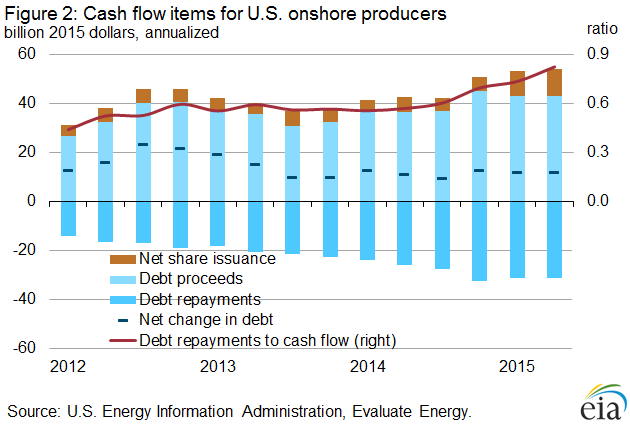 Figure 2: Cash flow items for U.S. onshore producers
billion 2015 dollars, annualized
ratio
60
0.9
40
0.6
20
0.3
0
0.0
-20
Net share issuance
Debt proceeds
-40
Debt repayments
Net change in debt
Debt repayments to cash flow (right)
-60
2012
2013
2014
2015
Source: U.S. Energy Information Administration, Evaluate Energy.
eia